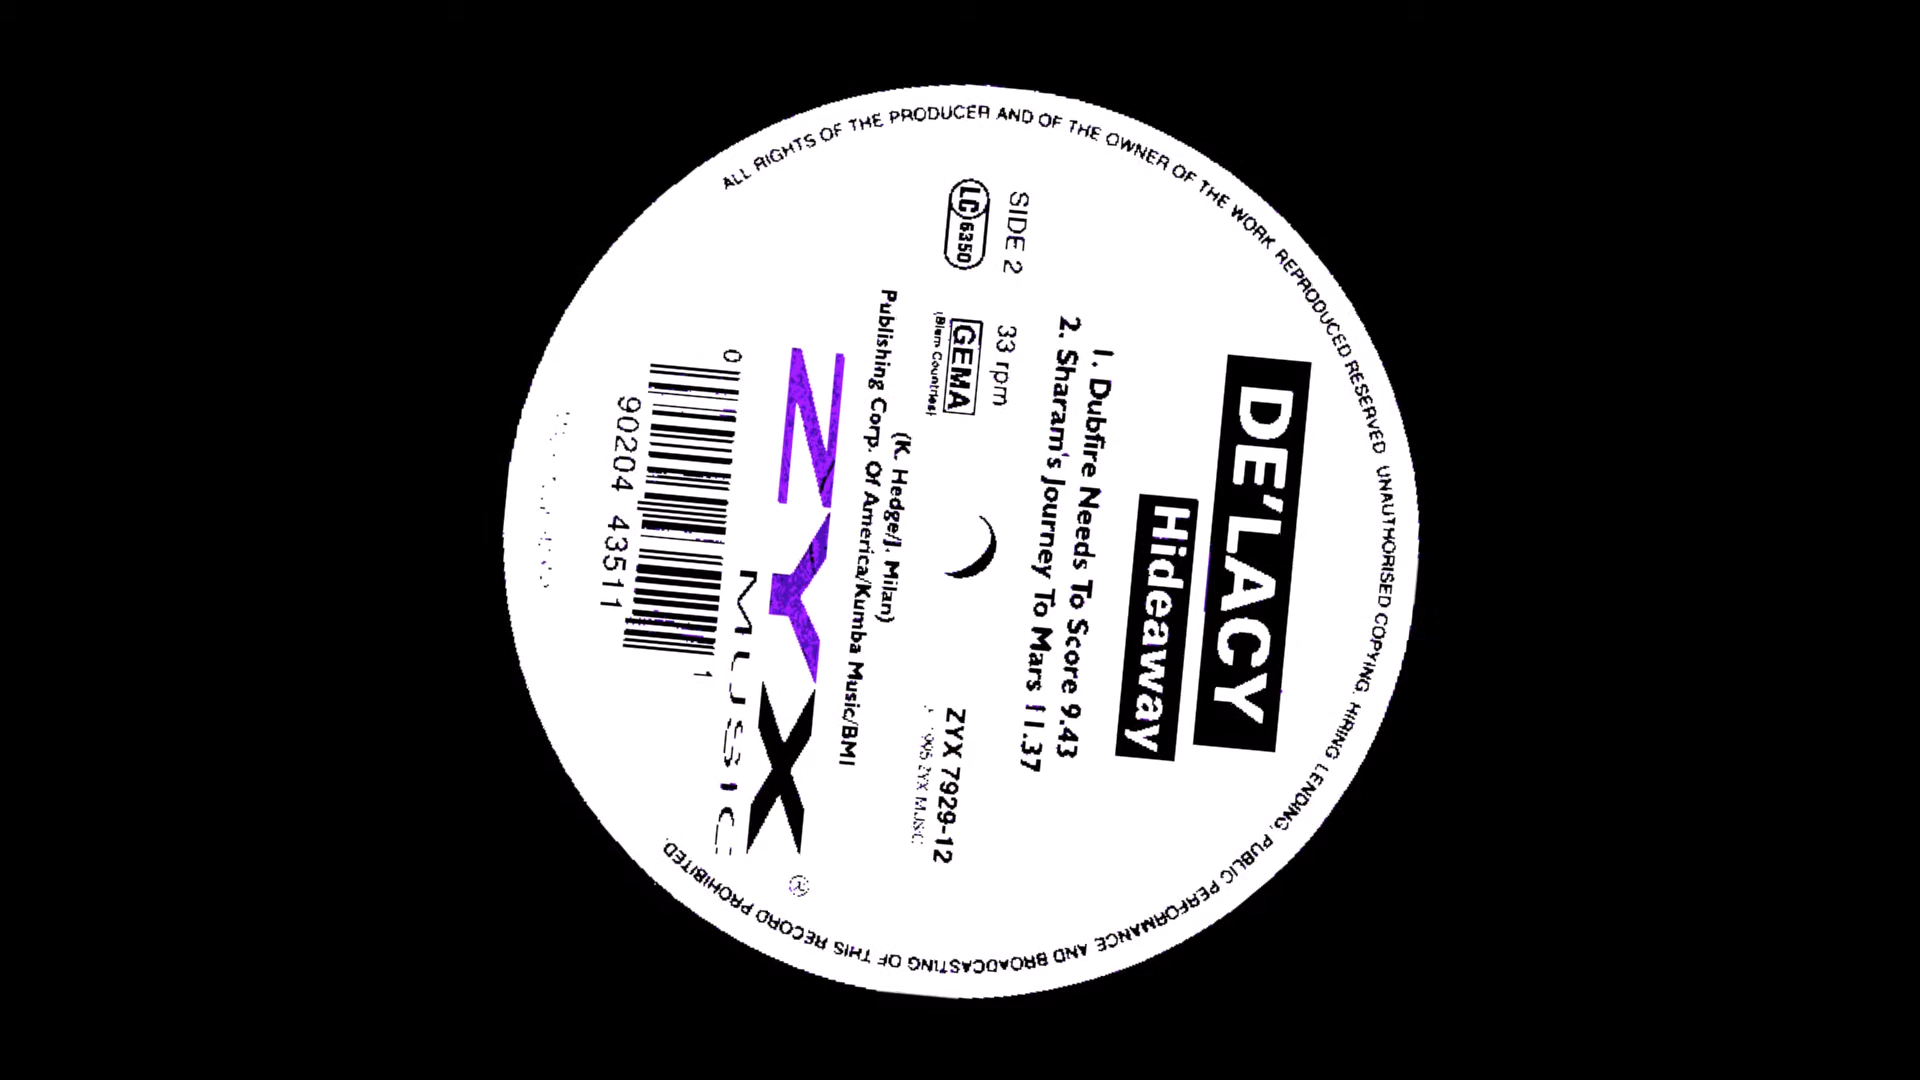 ALL RIGHTS OF THE PRODUCER AND OF THE OWNER OF THE WORK REPRODUCED RESERVED UNAUTHORISED COPYING, HIRING, LENDING, PUBLIC PERFORMANCE AND BROADCASTING OF THIS RECORD PROHIBITED.
DE'LACY
Hideaway
1. Dubfire Needs To Score 9.43
2. Sharam's Journey To Mars 11.37
SIDE 2
33 rpm
LC 6350
GEMA
(Biem Countries)
ZYX 7929-12
1995 ZYX MUSIC
(K. Hedge/J. Milan)
Publishing Corp. Of America/Kumba Music/BMI
ZYX ®
MUSIC
0 90204 43511 1